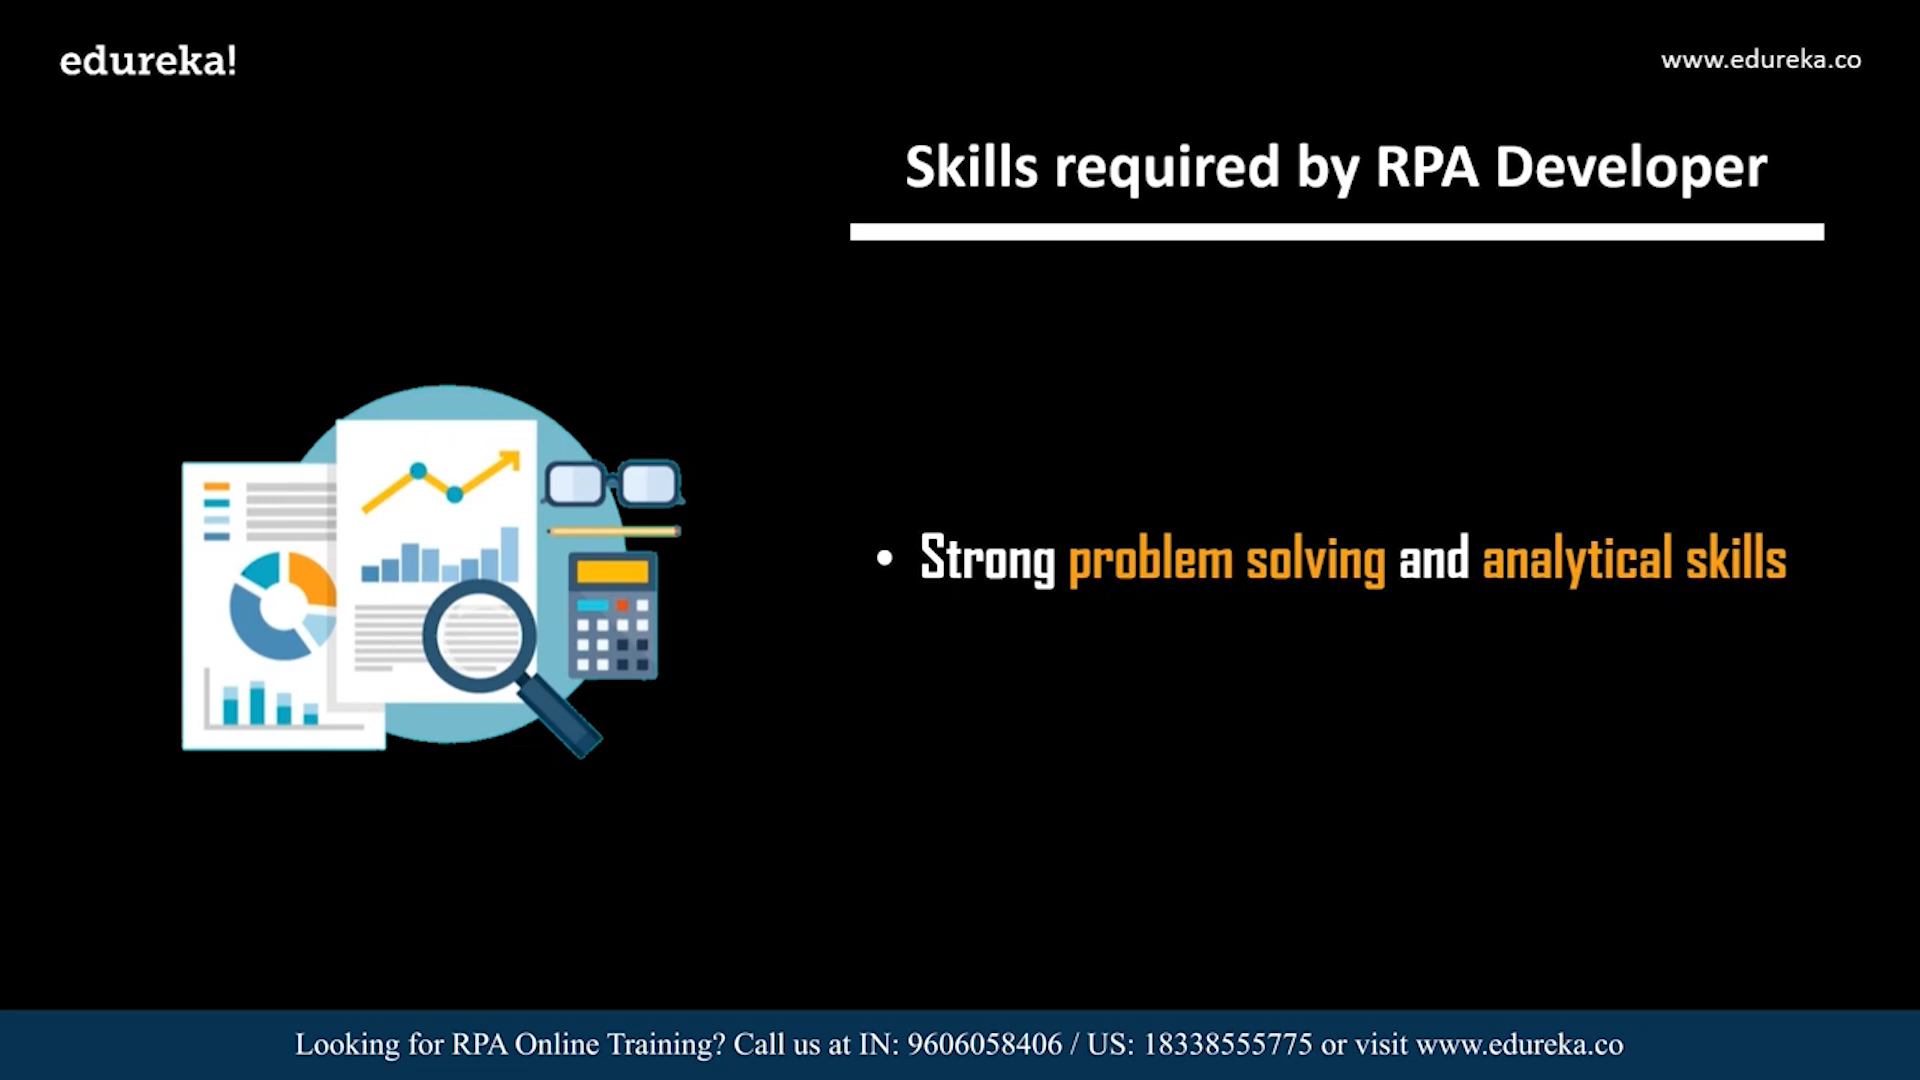 edureka!
www.edureka.co
Skills required by RPA Developer
• Strong problem solving and analytical skills
Looking for RPA Online Training? Call us at IN: 9606058406 / US: 18338555775 or visit www.edureka.co